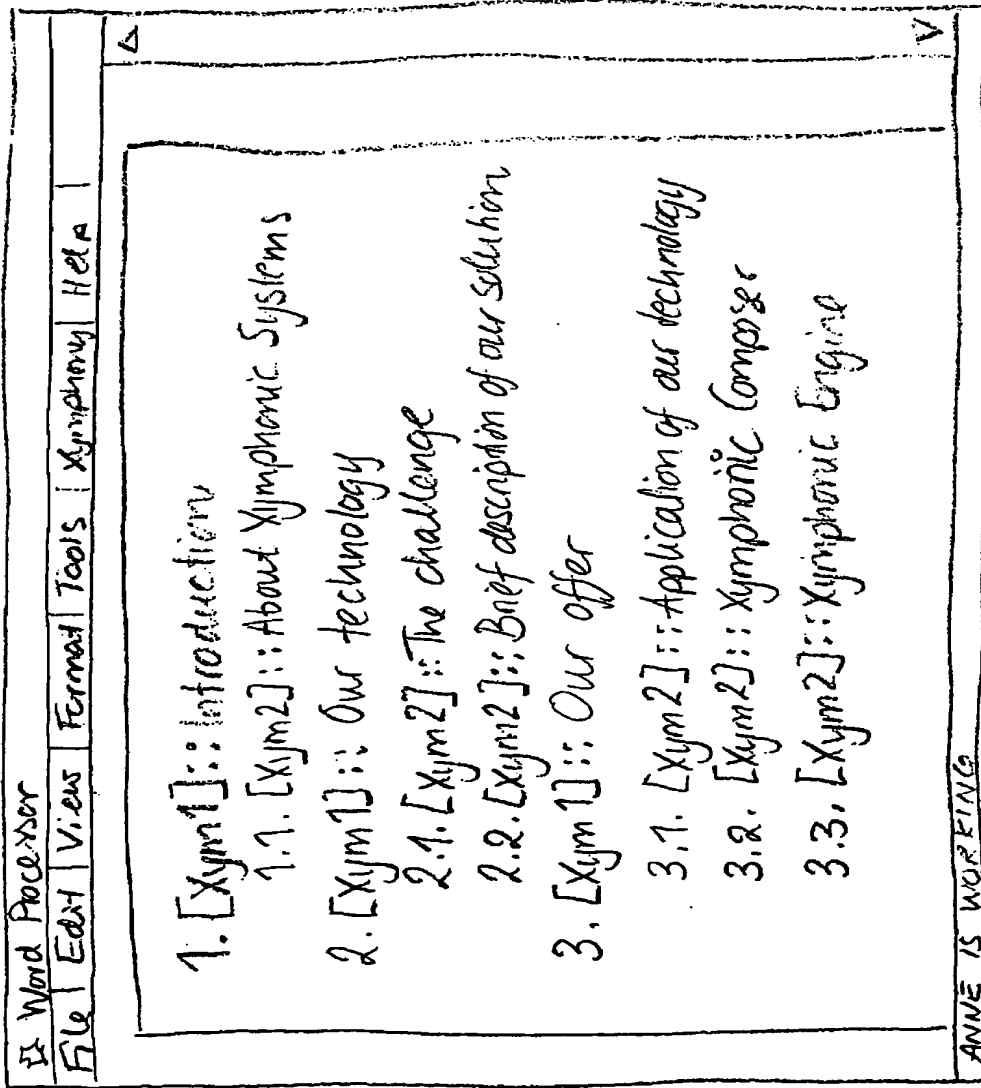 ☆ Word Processor
File | Edit | View | Format | Tools | Xymphony | Help |
1. [Xym1]:: Introduction
1.1. [Xym2]:: About Xymphonic Systems
2. [Xym1]:: Our technology
2.1. [Xym2]:: The challenge
2.2. [Xym2]:: Brief description of our solution
3. [Xym1]:: Our offer
3.1. [Xym2]:: Application of our technology
3.2. [Xym2]:: Xymphonic Composer
3.3. [Xym2]:: Xymphonic Engine
ANNE IS WORKING